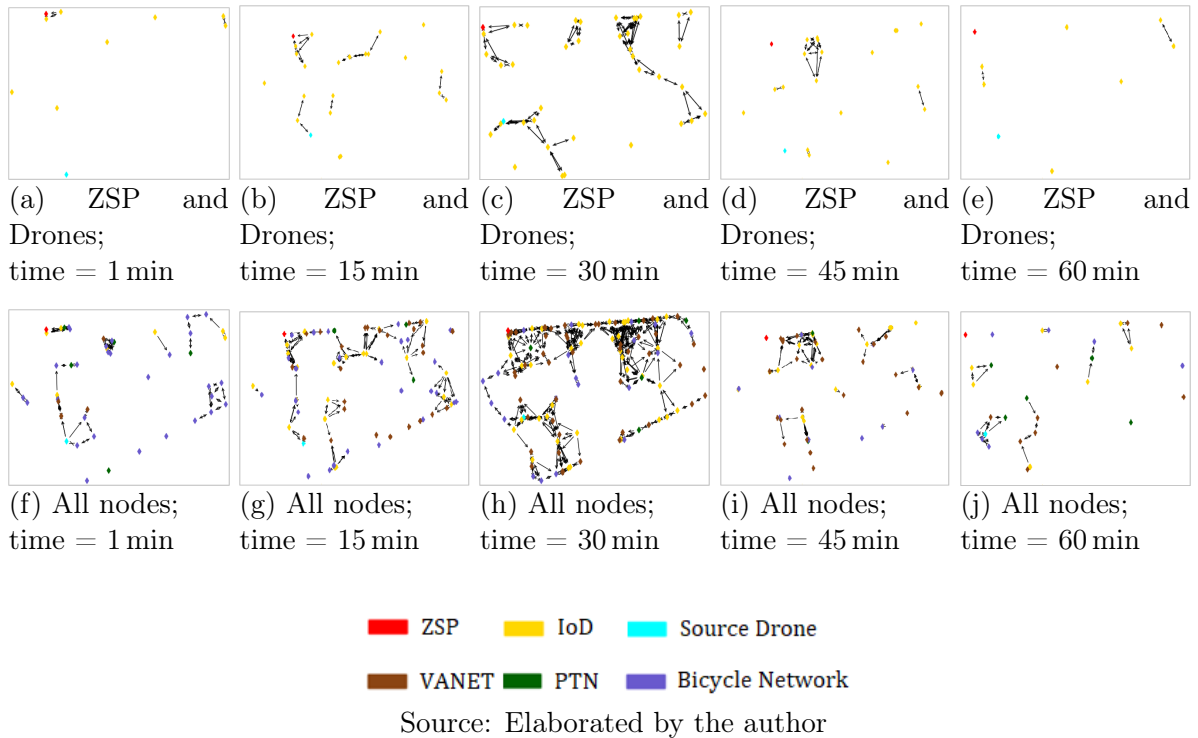 (a) ZSP and Drones; time = 1 min
(b) ZSP and Drones; time = 15 min
(c) ZSP and Drones; time = 30 min
(d) ZSP and Drones; time = 45 min
(e) ZSP and Drones; time = 60 min
(f) All nodes; time = 1 min
(g) All nodes; time = 15 min
(h) All nodes; time = 30 min
(i) All nodes; time = 45 min
(j) All nodes; time = 60 min
ZSP IoD Source Drone
VANET PTN Bicycle Network
Source: Elaborated by the author